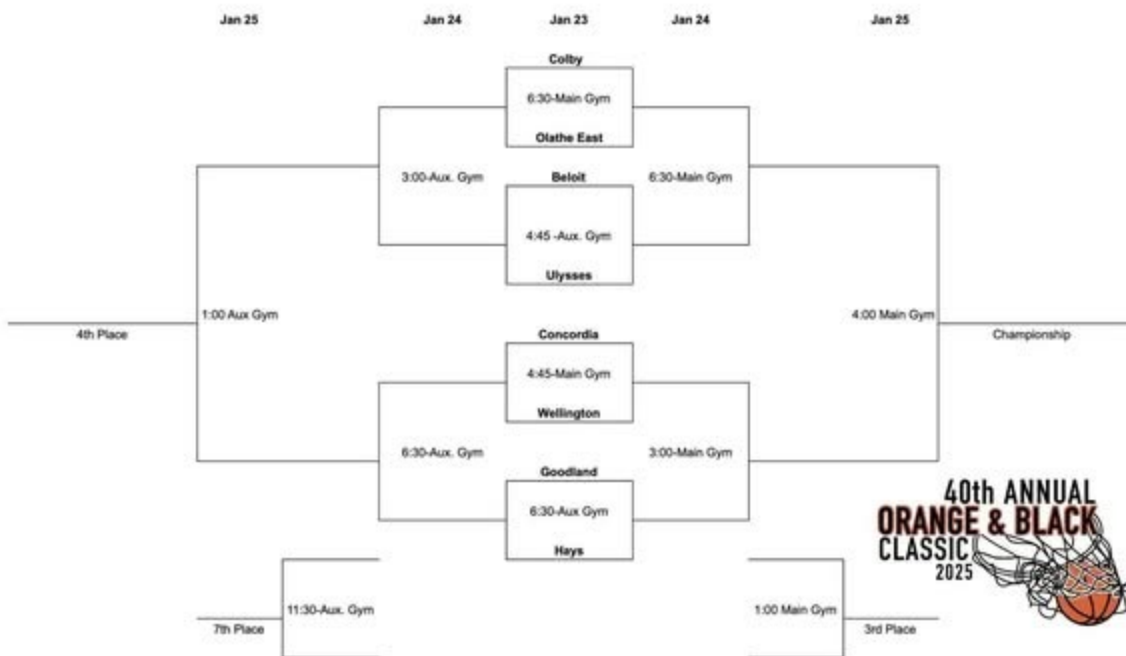 Jan 25
Jan 24
Jan 23
Jan 24
Jan 25
Colby
6:30-Main Gym
Olathe East
3:00-Aux. Gym
Beloit
6:30-Main Gym
4:45 -Aux. Gym
Ulysses
1:00 Aux Gym
4:00 Main Gym
4th Place
Concordia
Championship
4:45-Main Gym
Wellington
6:30-Aux. Gym
3:00-Main Gym
Goodland
6:30-Aux Gym
Hays
40th ANNUAL
ORANGE & BLACK
CLASSIC
2025
11:30-Aux. Gym
1:00 Main Gym
7th Place
3rd Place